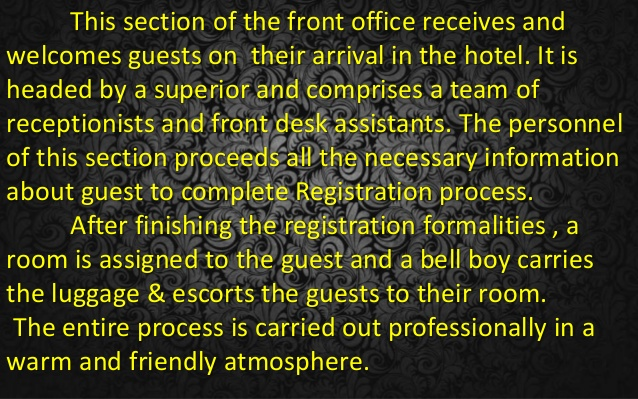 This section of the front office receives and
welcomes guests on their arrival in the hotel. It is
headed by a superior and comprises a team of
receptionists and front desk assistants. The personnel
of this section proceeds all the necessary information
about guest to complete Registration process.
After finishing the registration formalities , a
room is assigned to the guest and a bell boy carries
the luggage & escorts the guests to their room.
The entire process is carried out professionally in a
warm and friendly atmosphere.